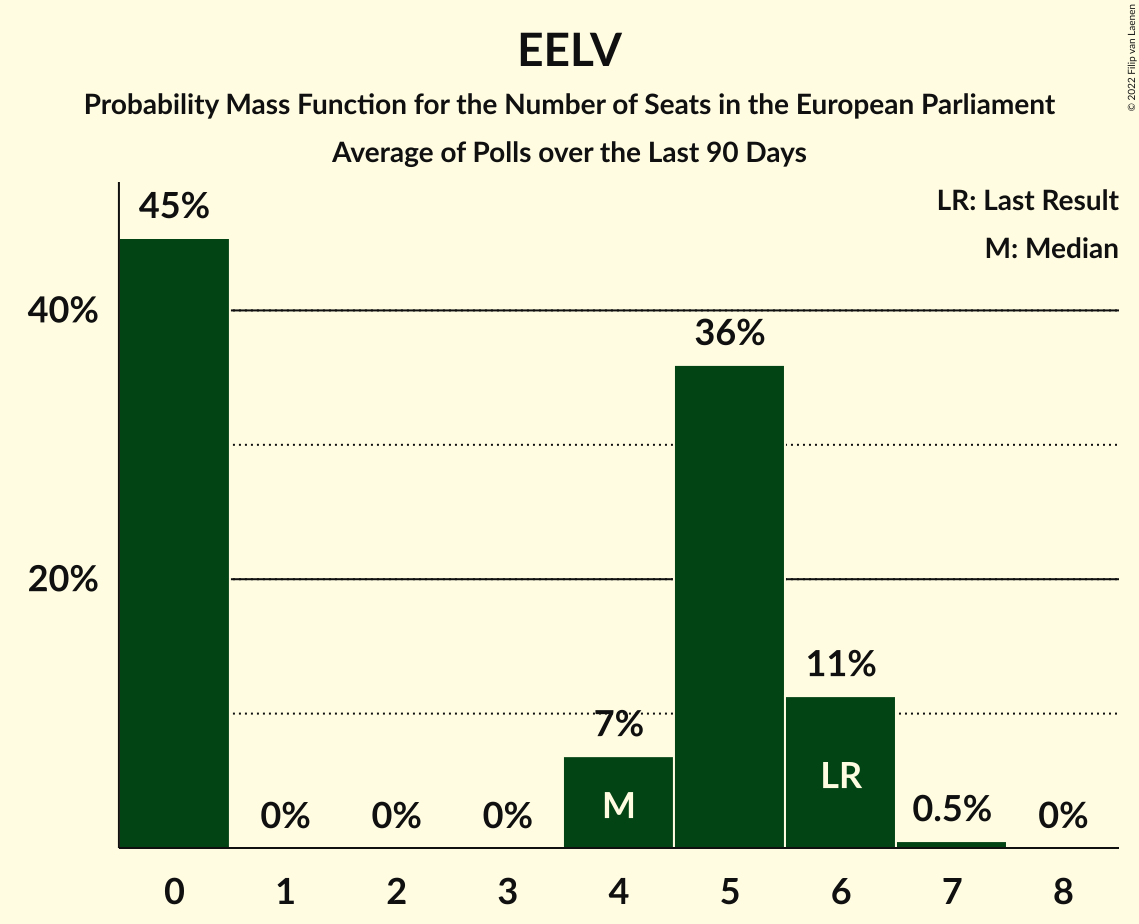 EELV
Probability Mass Function for the Number of Seats in the European Parliament
Average of Polls over the Last 90 Days
© 2022 Filip van Laenen
LR: Last Result
M: Median
45%
40%
36%
20%
11%
7%
LR
M
0%
0%
0%
0.5%
0%
0
1
2
3
4
5
6
7
8